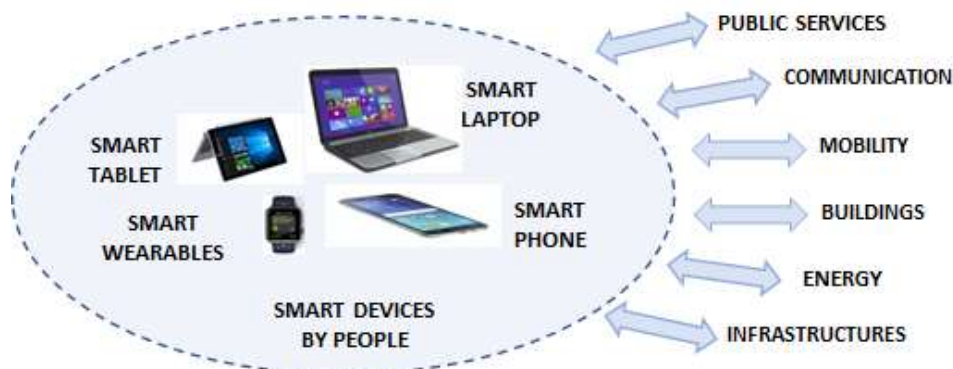 PUBLIC SERVICES
COMMUNICATION
MOBILITY
BUILDINGS
ENERGY
INFRASTRUCTURES
SMART
LAPTOP
SMART
TABLET
SMART
WEARABLES
SMART
PHONE
SMART DEVICES
BY PEOPLE